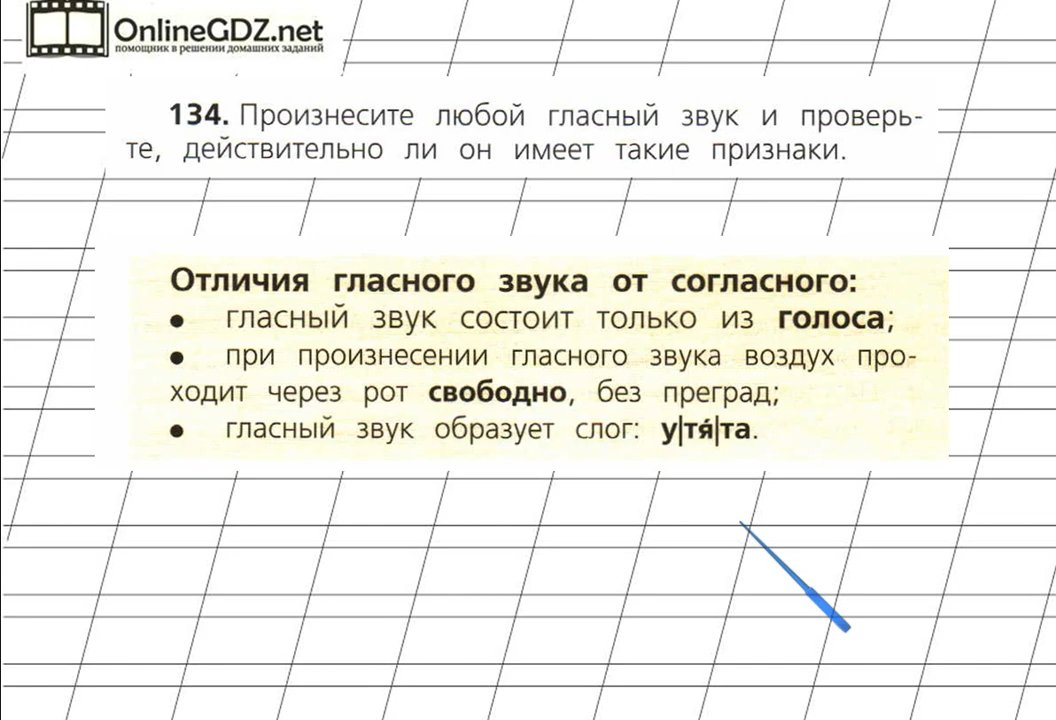 OnlineGDZ.net
помощник в решении домашних заданий
134. Произнесите любой гласный звук и проверь-
те, действительно ли он имеет такие признаки.
Отличия гласного звука от согласного:
• гласный звук состоит только из голоса;
• при произнесении гласного звука воздух про-
ходит через рот свободно, без преград;
• гласный звук образует слог: у|тя́|та.